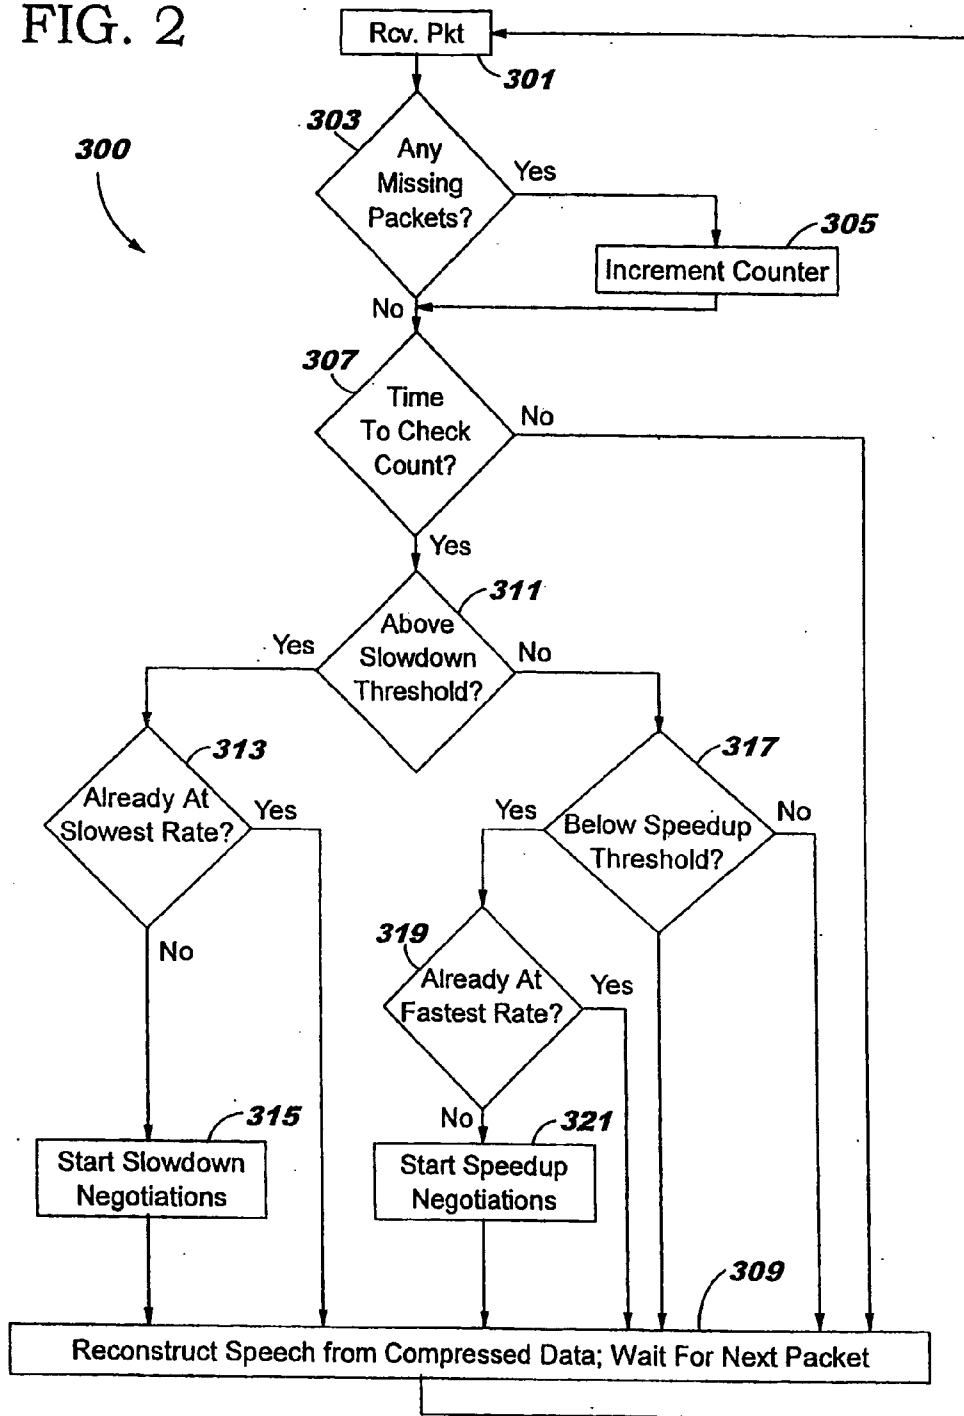 FIG. 2
Rcv. Pkt
301
303
300
Any
Missing
Packets?
Yes
305
Increment Counter
No
307
Time
To Check
Count?
No
Yes
311
Above
Slowdown
Threshold?
Yes
No
313
Already At
Slowest Rate?
Yes
No
317
Below Speedup
Threshold?
Yes
No
319
Already At
Fastest Rate?
Yes
No
315
Start Slowdown
Negotiations
321
Start Speedup
Negotiations
309
Reconstruct Speech from Compressed Data; Wait For Next Packet